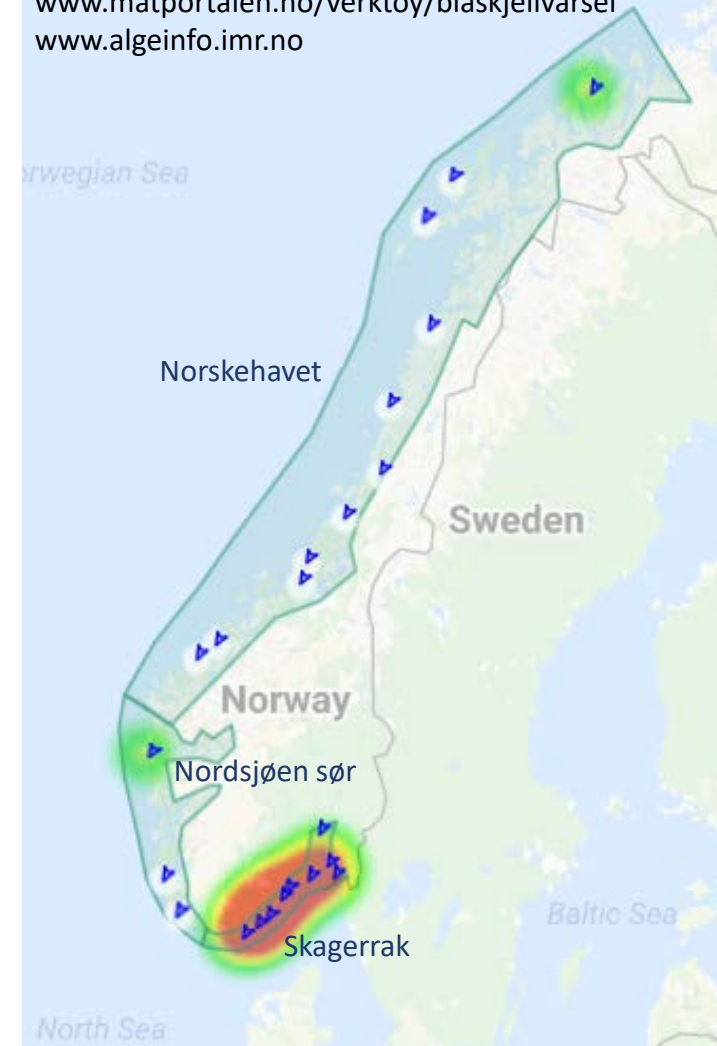 www.matportalen.no/verktoy/blaskjellvarsel
www.algeinfo.imr.no
rwegian Sea
Norskehavet
Sweden
Norway
Nordsjøen sør
Baltic Sea
Skagerrak
North Sea